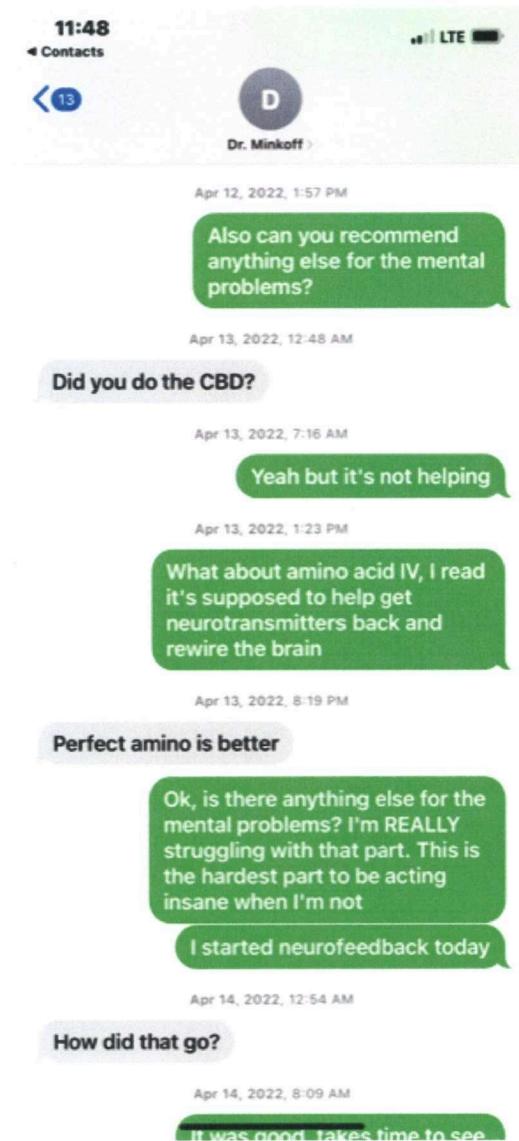 11:48
LTE
◄ Contacts
13
D
Dr. Minkoff
Apr 12, 2022, 1:57 PM
Also can you recommend
anything else for the mental
problems?
Apr 13, 2022, 12:48 AM
Did you do the CBD?
Apr 13, 2022, 7:16 AM
Yeah but it's not helping
Apr 13, 2022, 1:23 PM
What about amino acid IV, I read
it's supposed to help get
neurotransmitters back and
rewire the brain
Apr 13, 2022, 8:19 PM
Perfect amino is better
Ok, is there anything else for the
mental problems? I'm REALLY
struggling with that part. This is
the hardest part to be acting
insane when I'm not
I started neurofeedback today
Apr 14, 2022, 12:54 AM
How did that go?
Apr 14, 2022, 8:09 AM
It was good, takes time to see